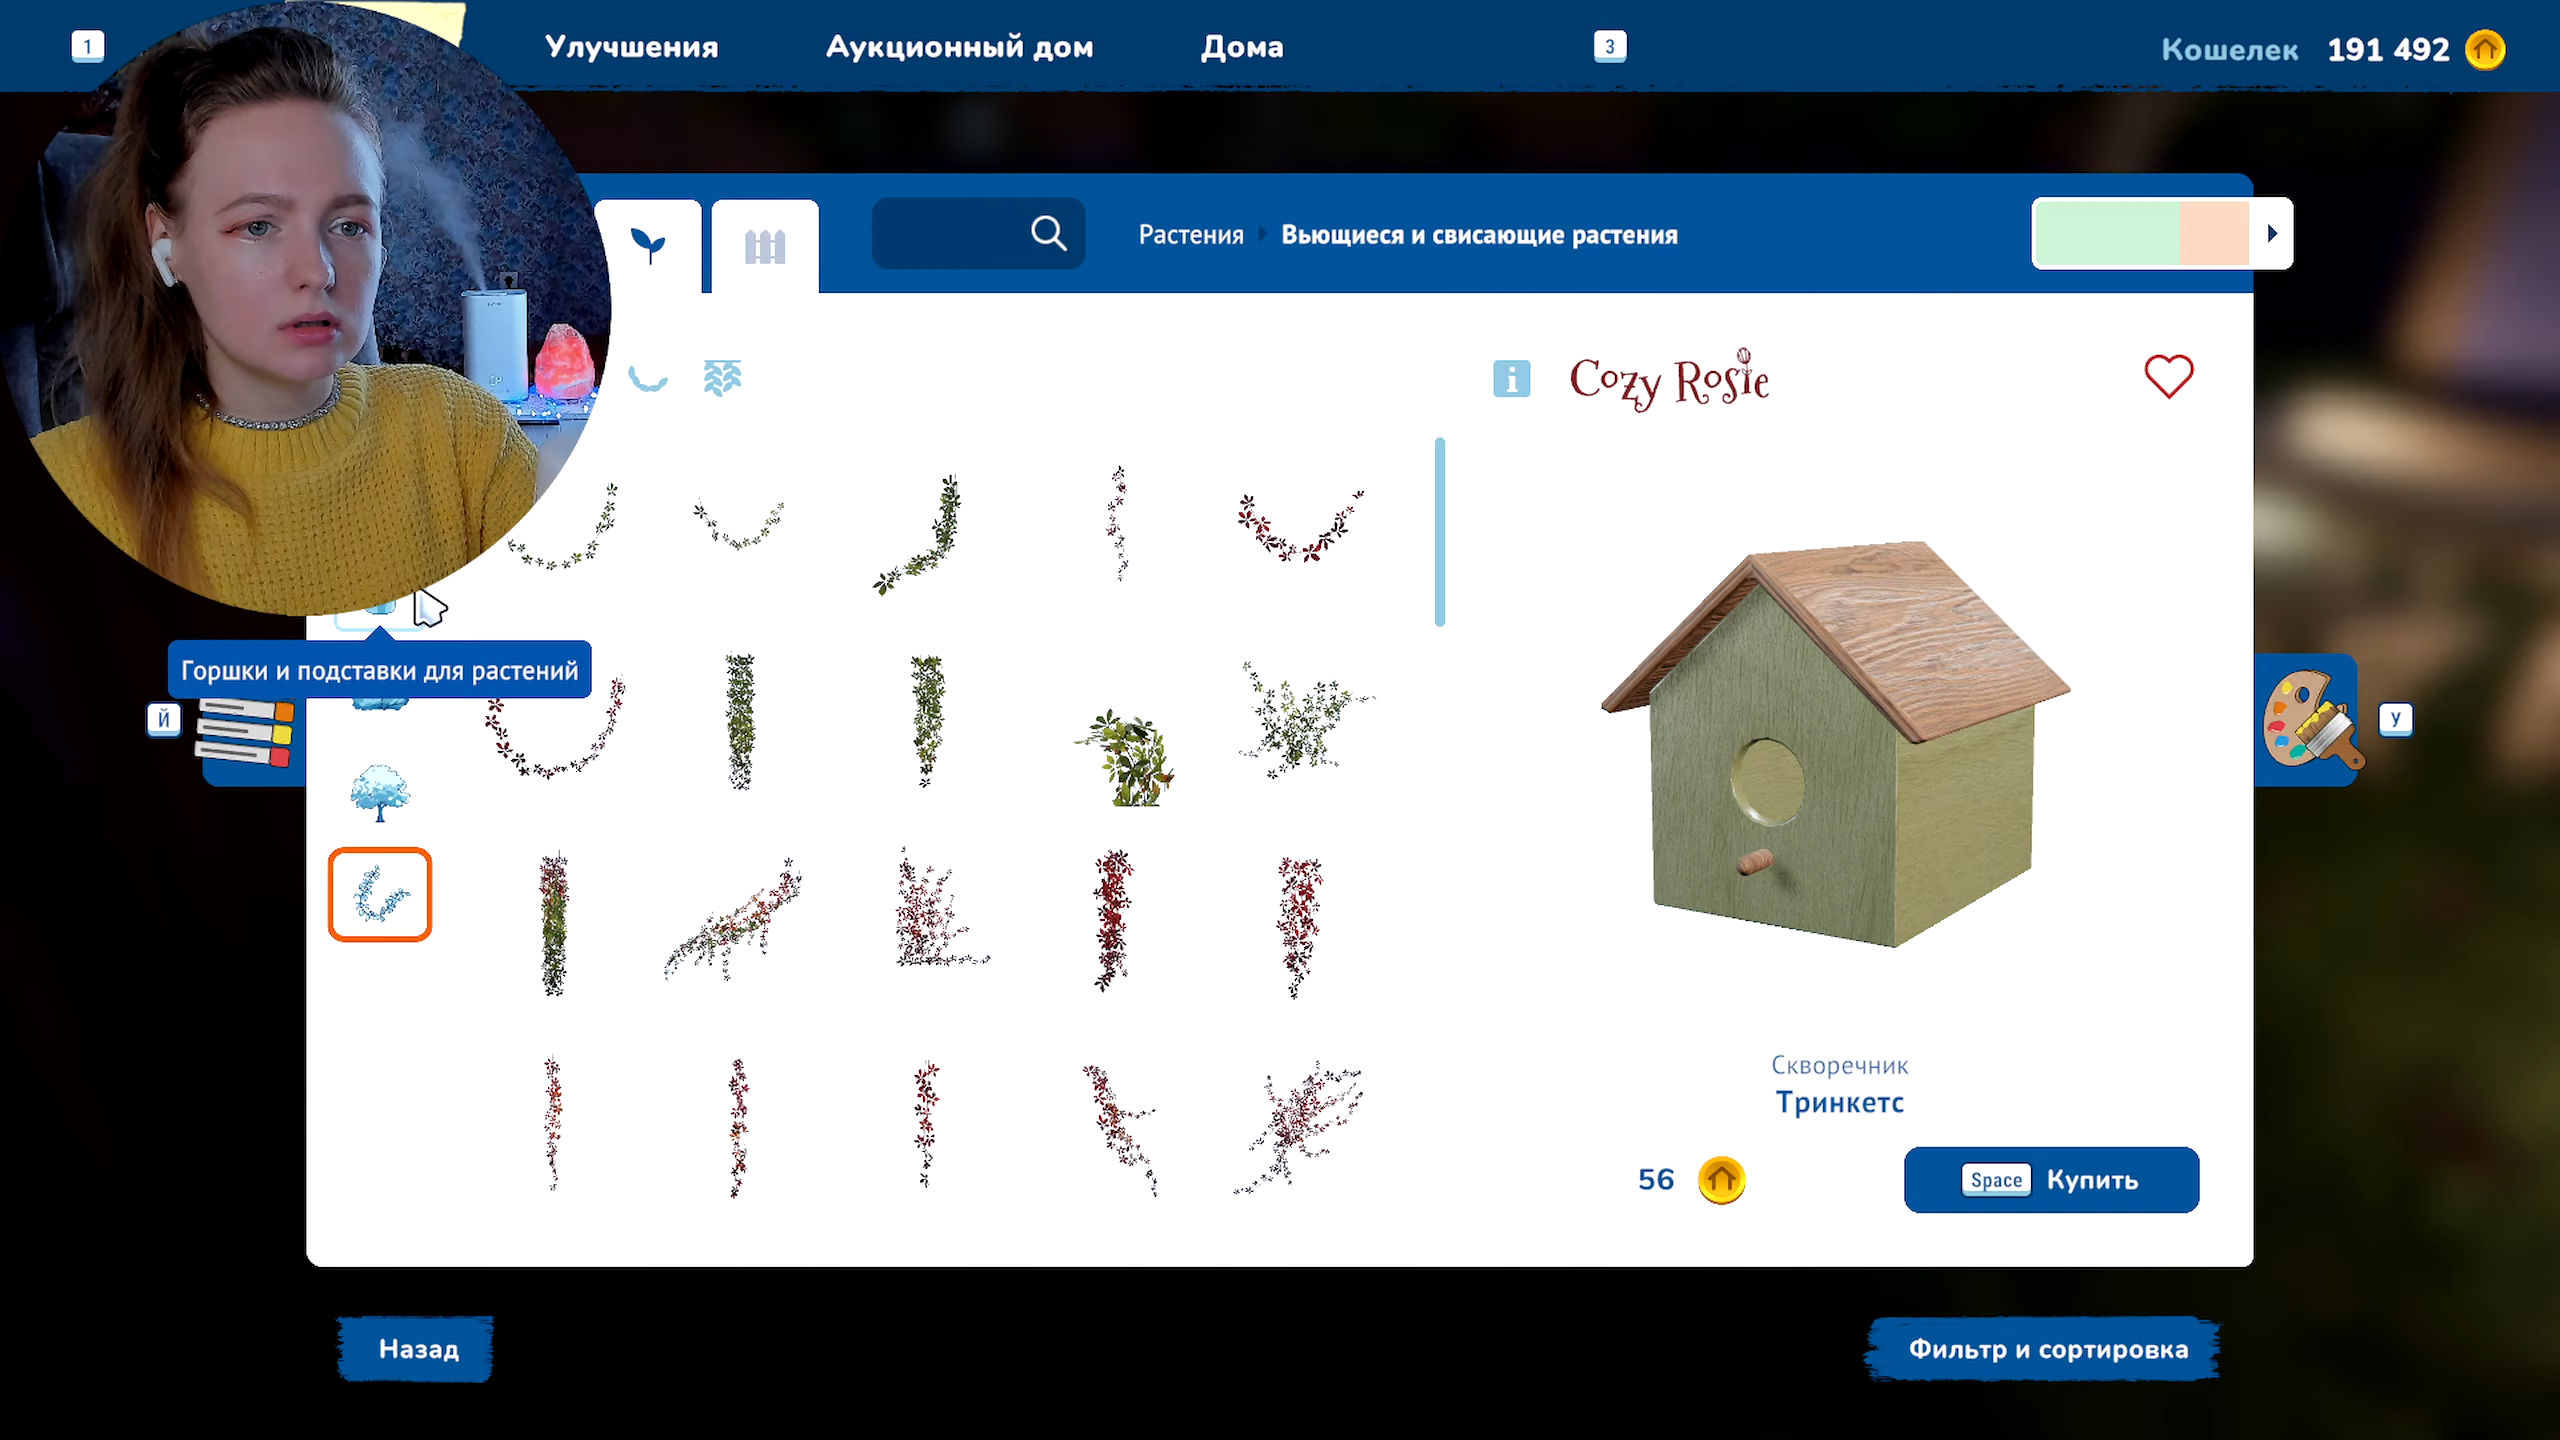 1
Улучшения
Аукционный дом
Дома
3
Кошелек 191 492
Растения Вьющиеся и свисающие растения
i
Cozy Rosie
Горшки и подставки для растений
Й
У
Скворечник
Тринкетс
56
Space Купить
Назад
Фильтр и сортировка